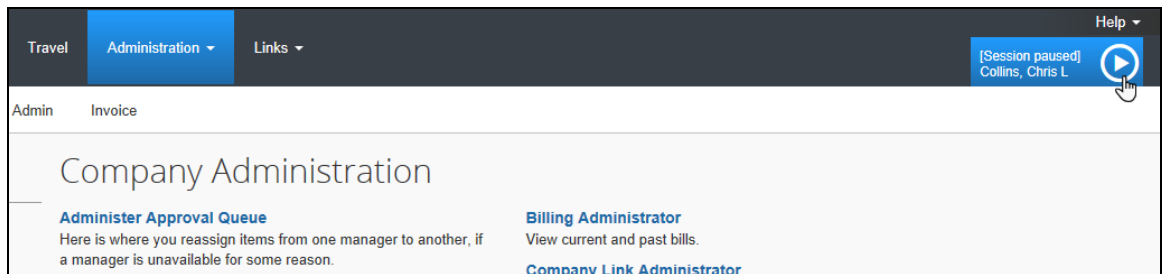 Help
Travel
Administration
Links
[Session paused]
Collins, Chris L
Admin
Invoice
Company Administration
Administer Approval Queue
Here is where you reassign items from one manager to another, if
a manager is unavailable for some reason.
Billing Administrator
View current and past bills.
Company Link Administrator